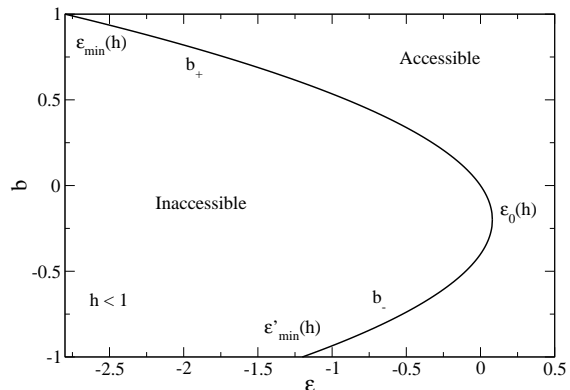 1
ε_min(h)
b_+
Accessible
0.5
b
0
Inaccessible
ε_0(h)
-0.5
h < 1
b_-
ε'_min(h)
-1
-2.5
-2
-1.5
-1
-0.5
0
0.5
ε